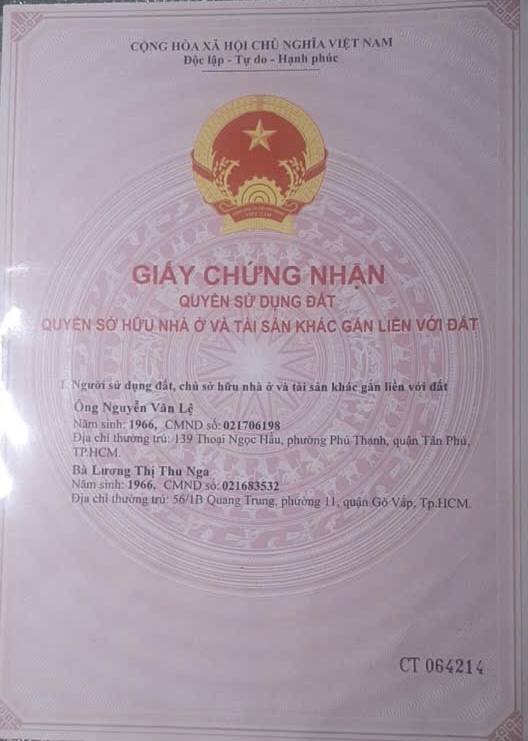 CỘNG HÒA XÃ HỘI CHỦ NGHĨA VIỆT NAM
Độc lập - Tự do - Hạnh phúc
GIẤY CHỨNG NHẬN
QUYỀN SỬ DỤNG ĐẤT
QUYỀN SỞ HỮU NHÀ Ở VÀ TÀI SẢN KHÁC GẮN LIỀN VỚI ĐẤT
I. Người sử dụng đất, chủ sở hữu nhà ở và tài sản khác gắn liền với đất
Ông Nguyễn Văn Lệ
Năm sinh: 1966, CMND số: 021706198
Địa chỉ thường trú: 139 Thoại Ngọc Hầu, phường Phú Thạnh, quận Tân Phú,
TP.HCM.
Bà Lương Thị Thu Nga
Năm sinh: 1966, CMND số: 021683532
Địa chỉ thường trú: 56/1B Quang Trung, phường 11, quận Gò Vấp, Tp.HCM.
CT 064214